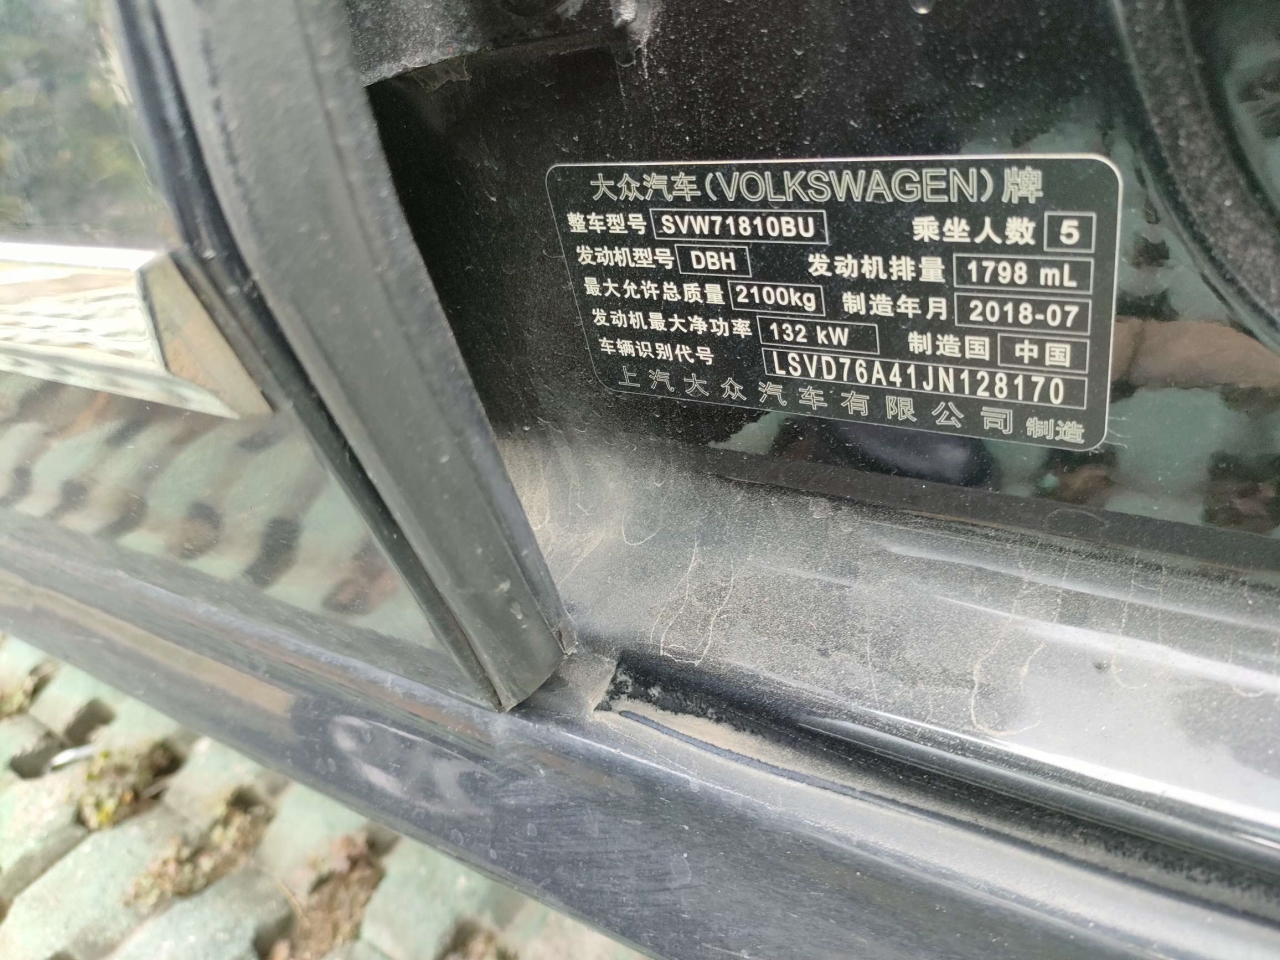 大众汽车(VOLKSWAGEN)牌
整车型号 SVW71810BU 乘坐人数 5
发动机型号 DBH 发动机排量 1798 mL
最大允许总质量 2100kg 制造年月 2018-07
发动机最大净功率 132 kW 制造国 中国
车辆识别代号 LSVD76A41JN128170
上汽大众汽车有限公司 制造